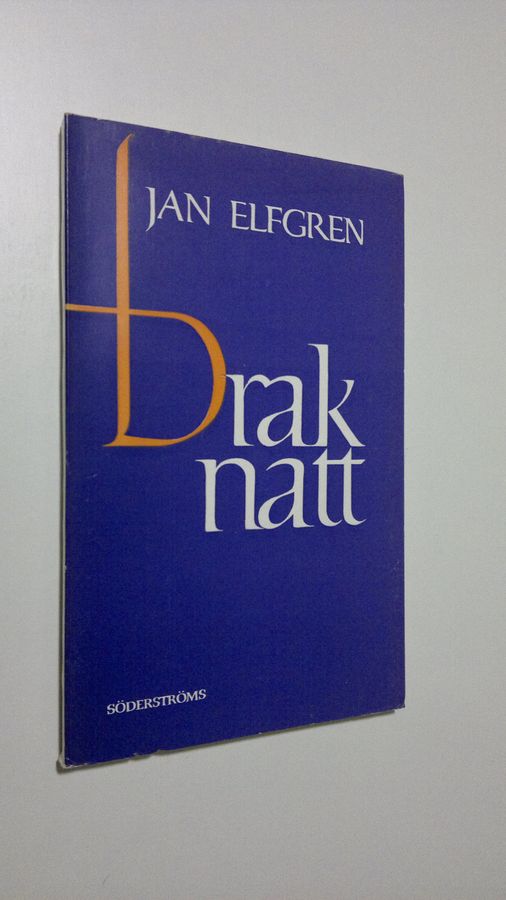 JAN ELFGREN
Drak
natt
SÖDERSTRÖMS